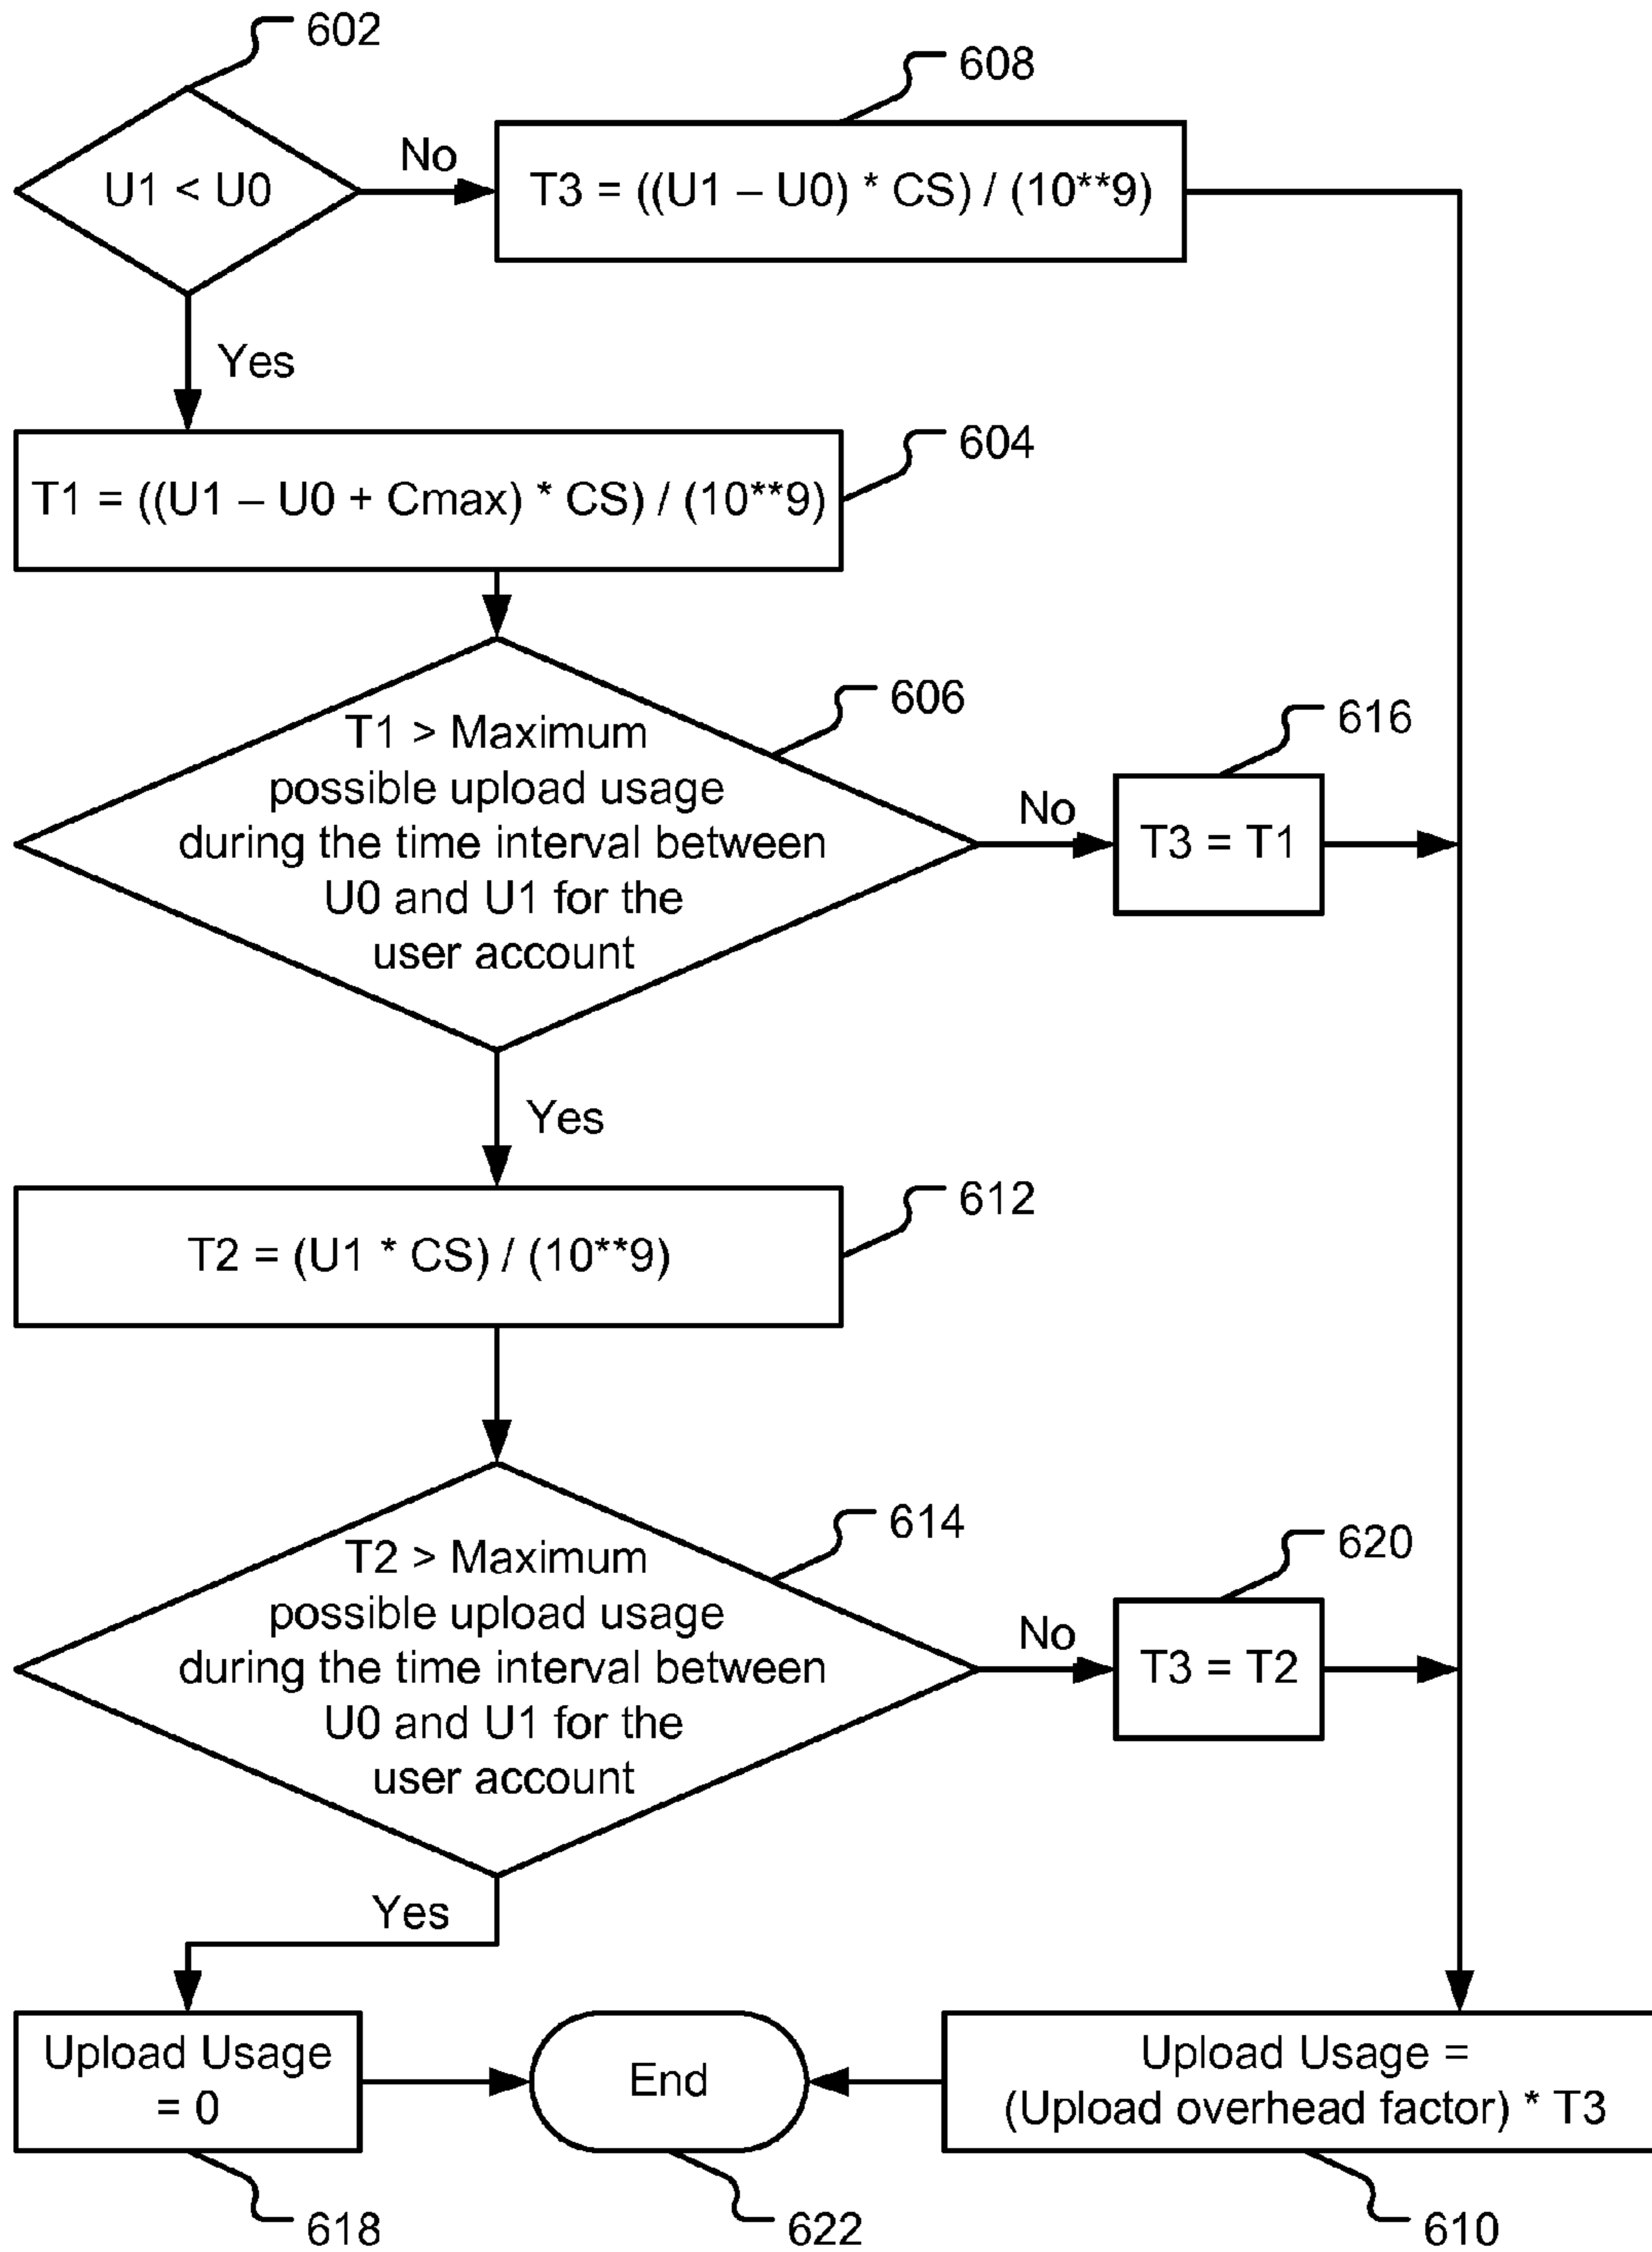 602
608
U1 < U0
No
T3 = ((U1 – U0) * CS) / (10**9)
Yes
604
T1 = ((U1 – U0 + Cmax) * CS) / (10**9)
606
T1 > Maximum
possible upload usage
during the time interval between
U0 and U1 for the
user account
No
616
T3 = T1
Yes
612
T2 = (U1 * CS) / (10**9)
614
T2 > Maximum
possible upload usage
during the time interval between
U0 and U1 for the
user account
No
620
T3 = T2
Yes
Upload Usage
= 0
End
Upload Usage =
(Upload overhead factor) * T3
618
622
610